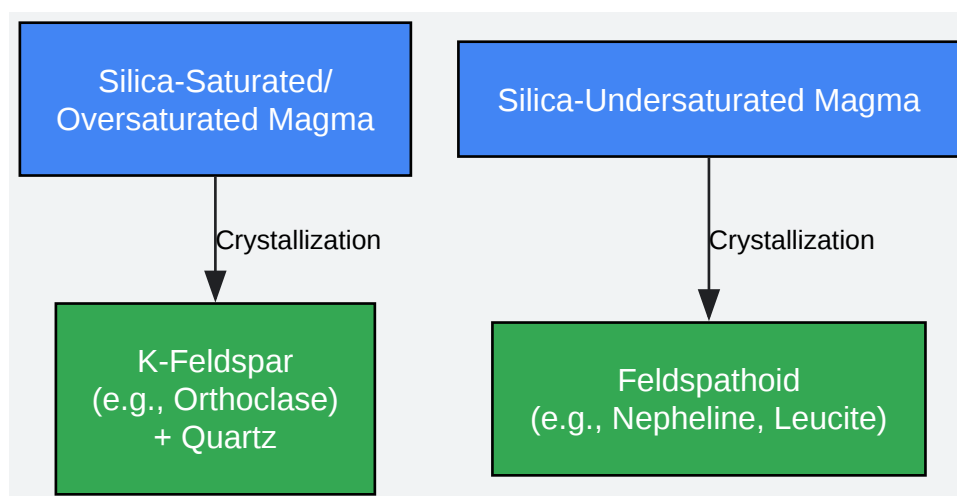 Silica-Saturated/
Oversaturated Magma
Silica-Undersaturated Magma
Crystallization
Crystallization
K-Feldspar
(e.g., Orthoclase)
+ Quartz
Feldspathoid
(e.g., Nepheline, Leucite)